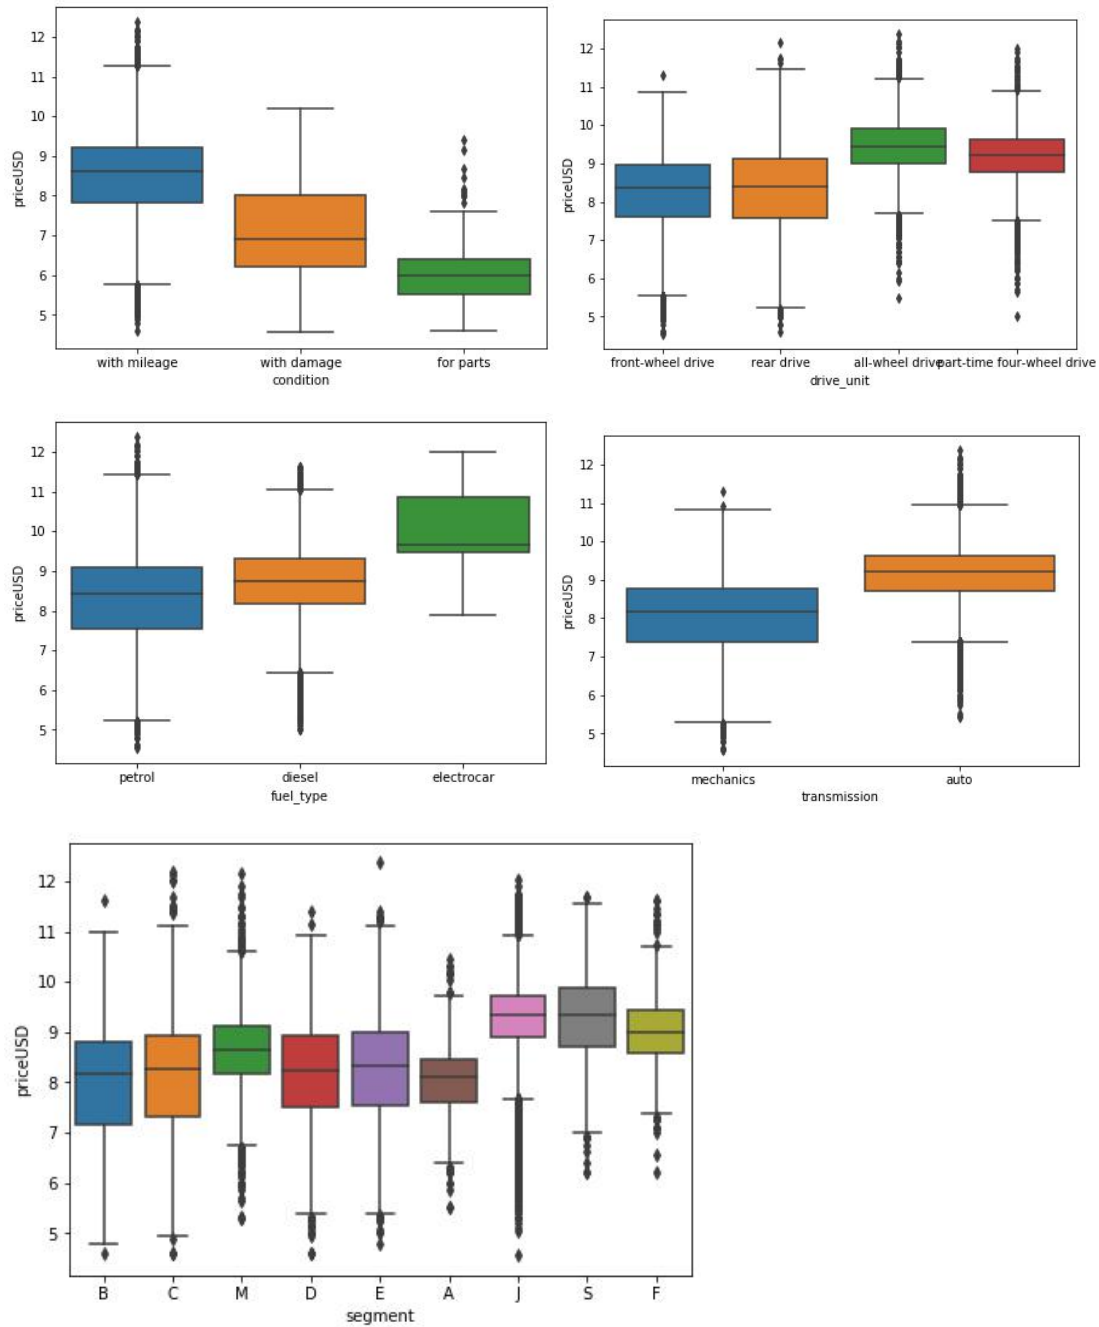 12
11
10
9
8
7
6
5
priceUSD
with mileage with damage for parts
condition
12
11
10
9
8
7
6
5
priceUSD
front-wheel drive rear drive all-wheel drive part-time four-wheel drive
drive_unit
12
11
10
9
8
7
6
5
priceUSD
petrol diesel electrocar
fuel_type
12
11
10
9
8
7
6
5
priceUSD
mechanics auto
transmission
12
11
10
9
8
7
6
5
priceUSD
B C M D E A J S F
segment